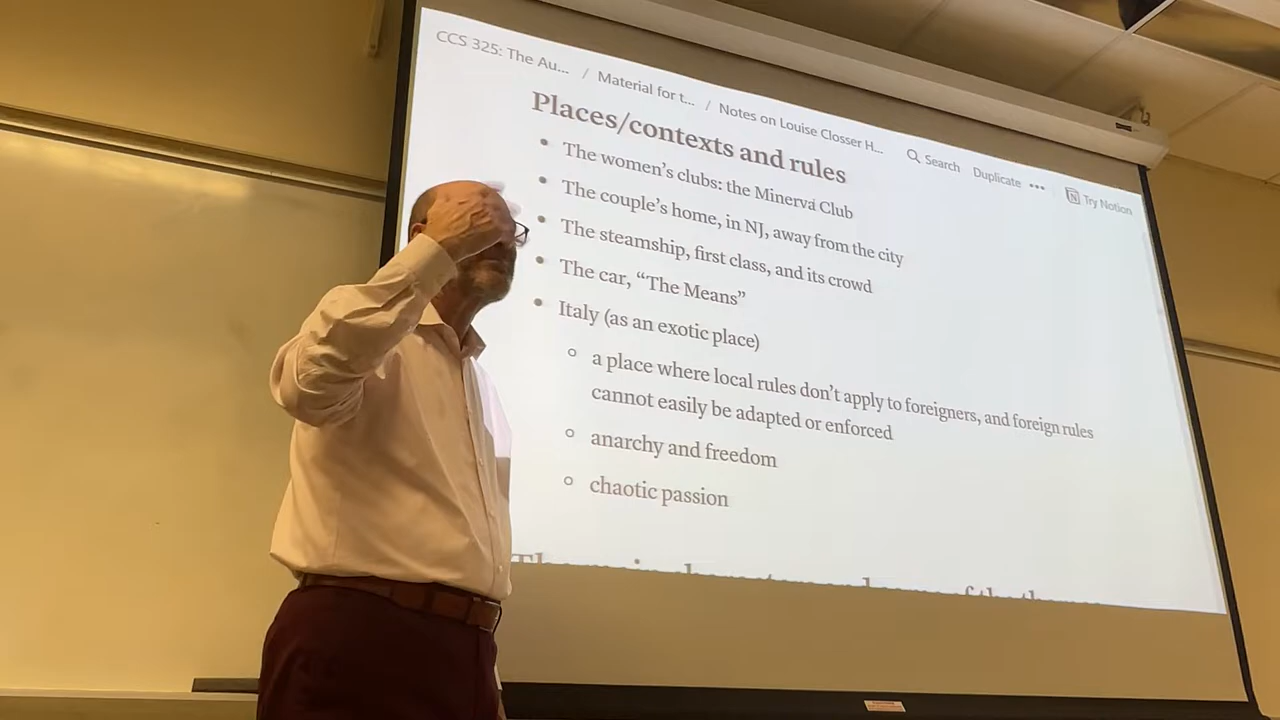 CCS 325: The Au... / Material for t... / Notes on Louise Closser H...
Search Duplicate ••• Try Notion
Places/contexts and rules
• The women's clubs: the Minerva Club
• The couple's home, in NJ, away from the city
• The steamship, first class, and its crowd
• The car, “The Means”
• Italy (as an exotic place)
○ a place where local rules don't apply to foreigners, and foreign rules
cannot easily be adapted or enforced
○ anarchy and freedom
○ chaotic passion